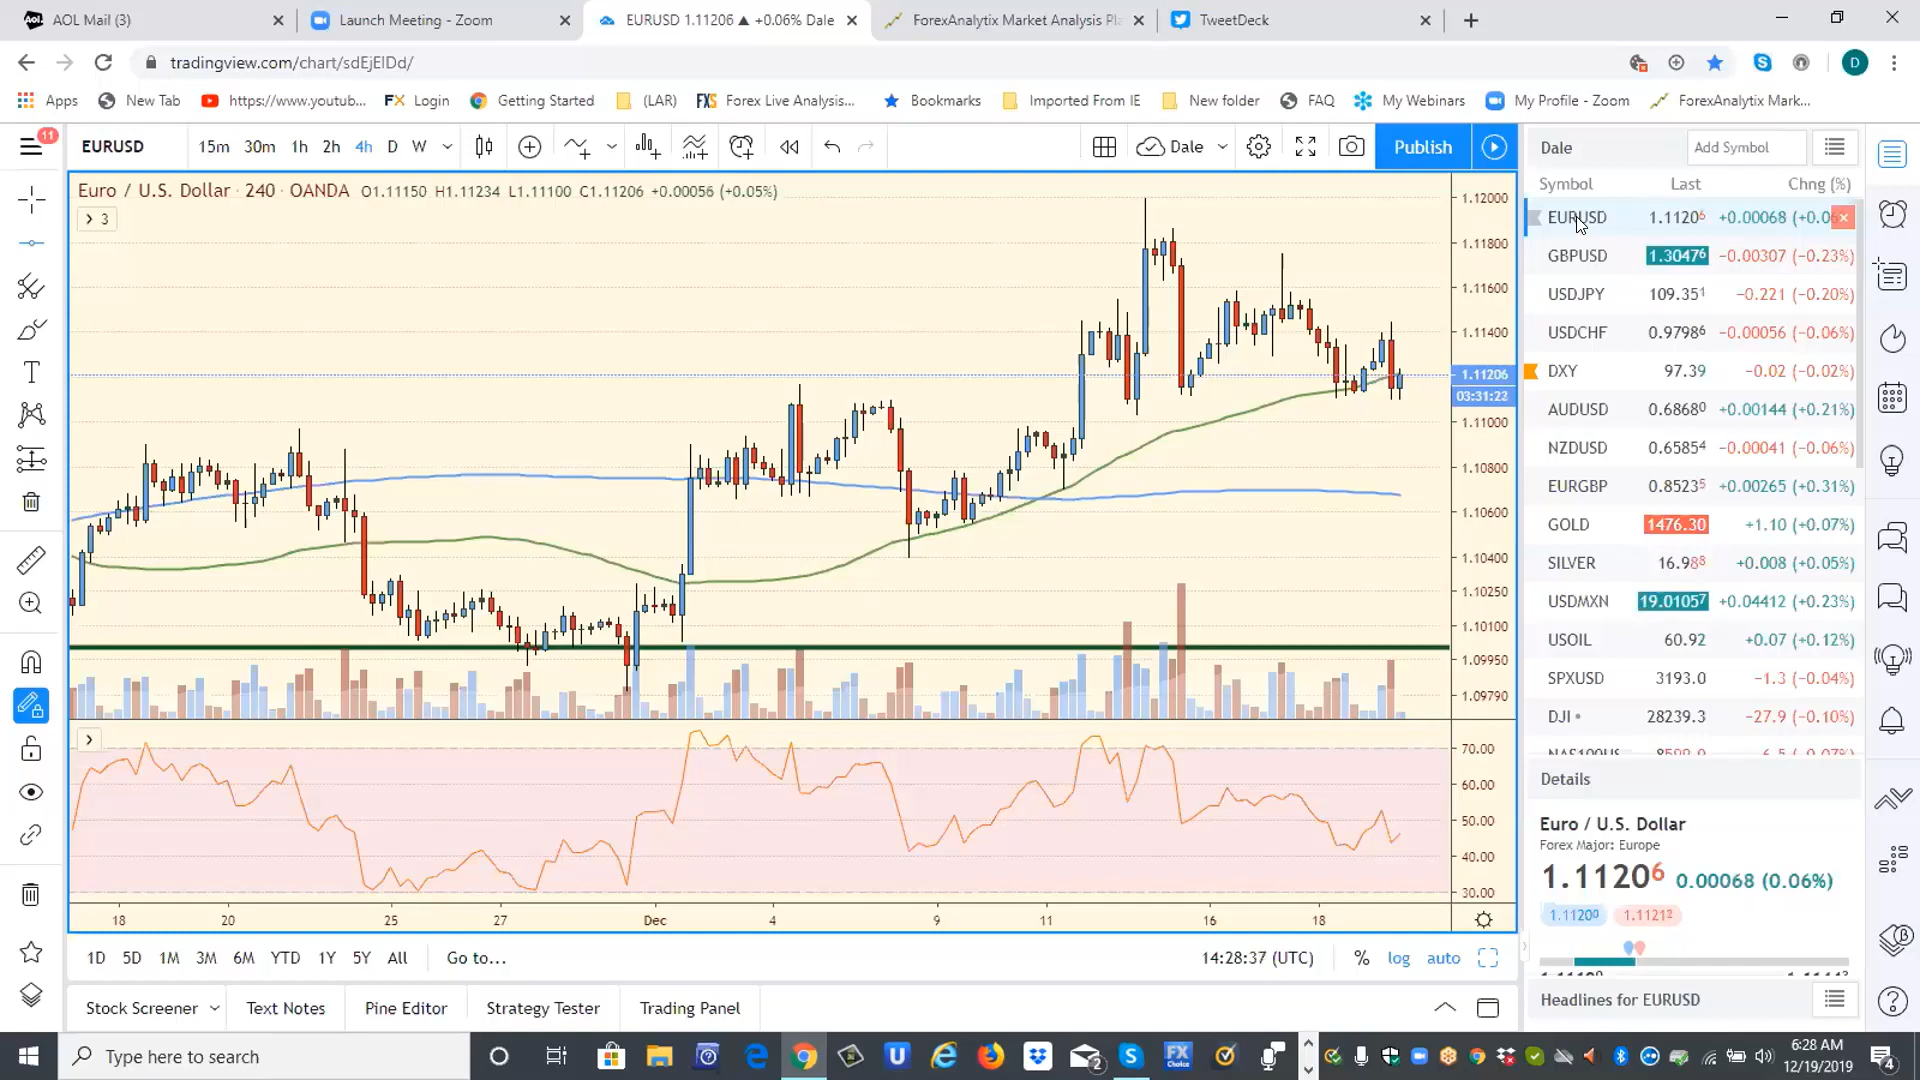 AOL Mail (3)
Launch Meeting - Zoom
EURUSD 1.11206 ▲ +0.06% Dale
ForexAnalytix Market Analysis Pla
TweetDeck
tradingview.com/chart/sdEjElDd/
D
Apps
New Tab
https://www.youtub...
FX Login
Getting Started
(LAR)
FXS Forex Live Analysis...
Bookmarks
Imported From IE
New folder
FAQ
My Webinars
My Profile - Zoom
ForexAnalytix Mark...
11
EURUSD
15m 30m 1h 2h 4h D W
Dale
Publish
Euro / U.S. Dollar · 240 · OANDA O1.11150 H1.11234 L1.11100 C1.11206 +0.00056 (+0.05%)
3
1.12000
1.11800
1.11600
1.11400
1.11206
03:31:22
1.11000
1.10800
1.10600
1.10400
1.10250
1.10100
1.09950
1.09790
70.00
60.00
50.00
40.00
30.00
18 20 25 27 Dec 4 9 11 16 18
1D 5D 1M 3M 6M YTD 1Y 5Y All Go to...
14:28:37 (UTC) % log auto
Stock Screener Text Notes Pine Editor Strategy Tester Trading Panel
Dale Add Symbol
Symbol Last Chng (%)
EURUSD 1.11206 +0.00068 (+0.0
GBPUSD 1.30476 −0.00307 (−0.23%)
USDJPY 109.351 −0.221 (−0.20%)
USDCHF 0.97986 −0.00056 (−0.06%)
DXY 97.39 −0.02 (−0.02%)
AUDUSD 0.68680 +0.00144 (+0.21%)
NZDUSD 0.65854 −0.00041 (−0.06%)
EURGBP 0.85235 +0.00265 (+0.31%)
GOLD 1476.30 +1.10 (+0.07%)
SILVER 16.988 +0.008 (+0.05%)
USDMXN 19.01057 +0.04412 (+0.23%)
USOIL 60.92 +0.07 (+0.12%)
SPXUSD 3193.0 −1.3 (−0.04%)
DJI 28239.3 −27.9 (−0.10%)
Details
Euro / U.S. Dollar
Forex Major: Europe
1.11206 0.00068 (0.06%)
1.11200 1.11212
Headlines for EURUSD
Type here to search
2
FX Choice
6:28 AM
12/19/2019
4